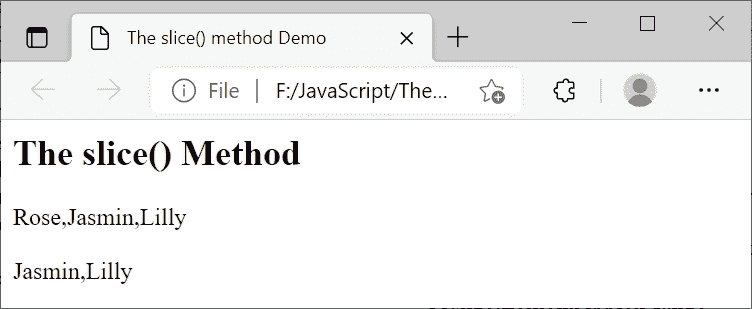 The slice() method Demo
File | F:/JavaScript/The...
The slice() Method
Rose,Jasmin,Lilly
Jasmin,Lilly